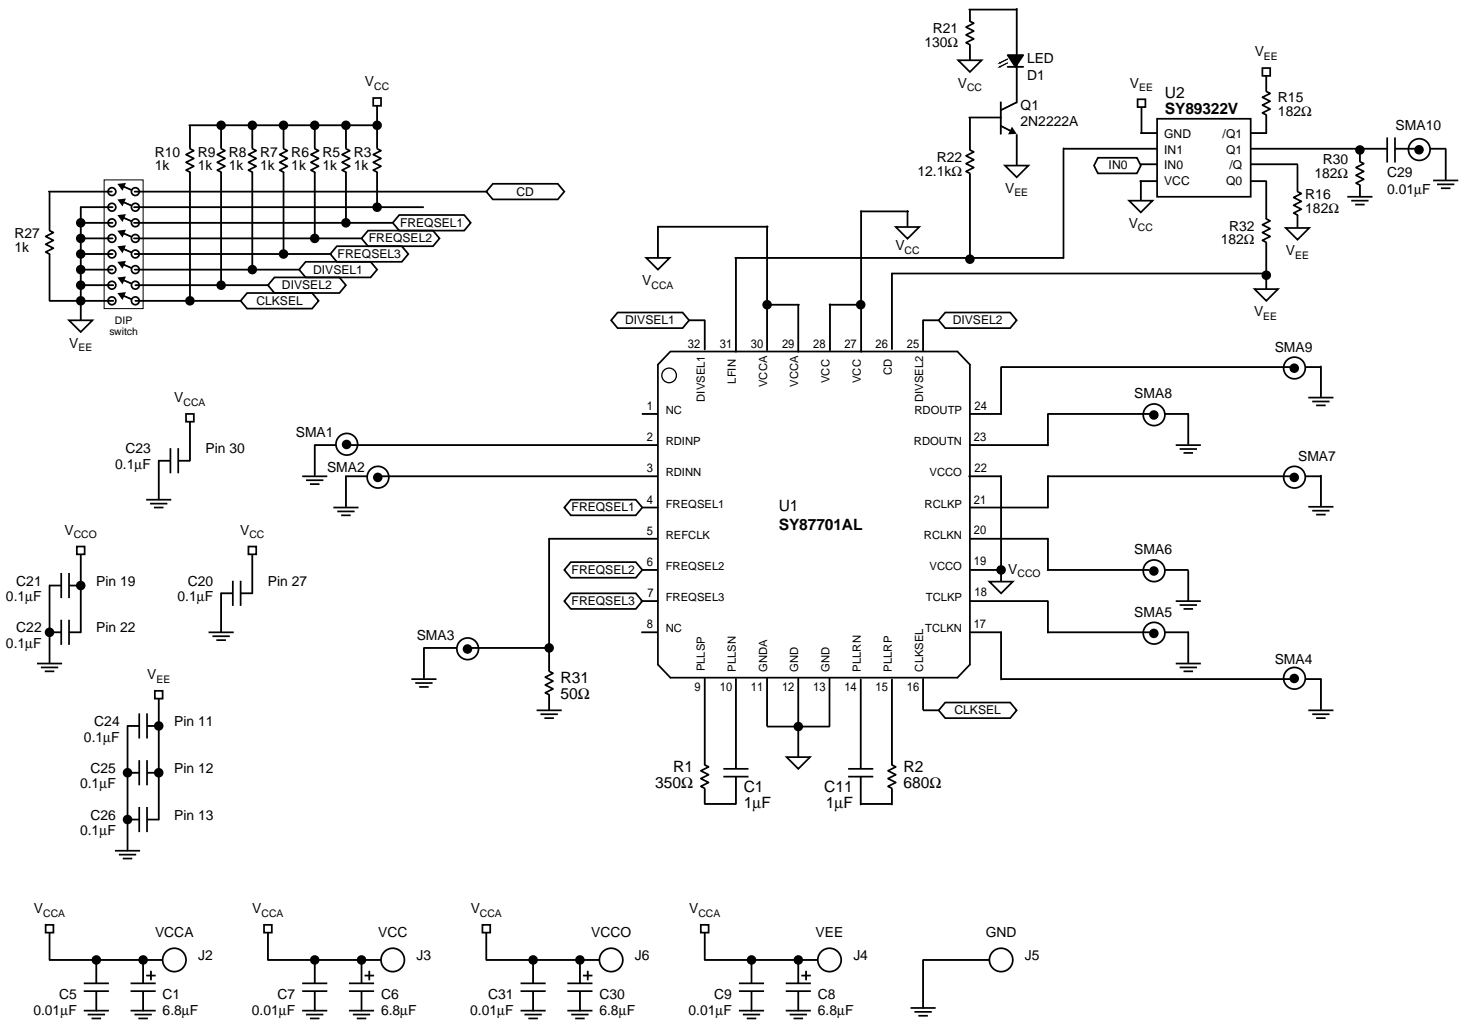 R21
130Ω
VCC
LED
D1
Q1
2N2222A
VEE
R22
12.1kΩ
VEE
U2
SY89322V
GND
IN1
IN0
VCC
/Q1
Q1
/Q
Q0
IN0
VCC
VEE
R15
182Ω
SMA10
R30
182Ω
C29
0.01µF
R16
182Ω
VEE
R32
182Ω
VEE
VCC
R10
1k
R9
1k
R8
1k
R7
1k
R6
1k
R5
1k
R3
1k
CD
FREQSEL1
FREQSEL2
FREQSEL3
DIVSEL1
DIVSEL2
CLKSEL
R27
1k
VEE
DIP
switch
VCCA
VCC
DIVSEL1
DIVSEL2
32 31 30 29 28 27 26 25
DIVSEL1
LFIN
VCCA
VCCA
VCC
VCC
CD
DIVSEL2
1 NC
2 RDINP
3 RDINN
4 FREQSEL1
5 REFCLK
6 FREQSEL2
7 FREQSEL3
8 NC
U1
SY87701AL
RDOUTP 24
RDOUTN 23
VCCO 22
RCLKP 21
RCLKN 20
VCCO 19
TCLKP 18
TCLKN 17
PLLSP
PLLSN
GNDA
GND
GND
PLLRN
PLLRP
CLKSEL
9 10 11 12 13 14 15 16
SMA1
SMA2
FREQSEL1
FREQSEL2
FREQSEL3
SMA3
R31
50Ω
SMA9
SMA8
SMA7
SMA6
VCCO
SMA5
SMA4
CLKSEL
R1
350Ω
C1
1µF
C11
1µF
R2
680Ω
VCCA
C23
0.1µF
Pin 30
VCCO
C21
0.1µF
Pin 19
C22
0.1µF
Pin 22
VCC
C20
0.1µF
Pin 27
VEE
C24
0.1µF
Pin 11
C25
0.1µF
Pin 12
C26
0.1µF
Pin 13
VCCA
VCCA
J2
C5
0.01µF
C1
6.8µF
+
VCCA
VCC
J3
C7
0.01µF
C6
6.8µF
+
VCCA
VCCO
J6
C31
0.01µF
C30
6.8µF
+
VCCA
VEE
J4
C9
0.01µF
C8
6.8µF
+
GND
J5